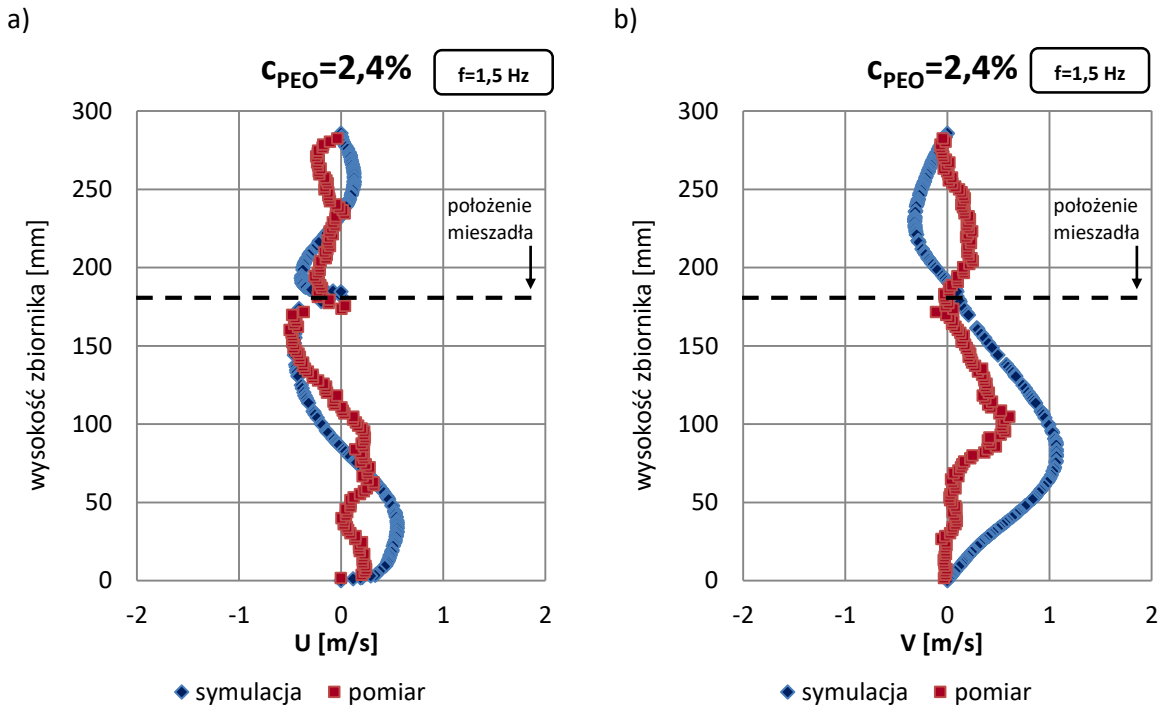 a)
c_PEO=2,4%
f=1,5 Hz
300
250
200
150
100
50
0
wysokość zbiornika [mm]
położenie
mieszadła
-2 -1 0 1 2
U [m/s]
symulacja pomiar
b)
c_PEO=2,4%
f=1,5 Hz
300
250
200
150
100
50
0
wysokość zbiornika [mm]
położenie
mieszadła
-2 -1 0 1 2
V [m/s]
symulacja pomiar